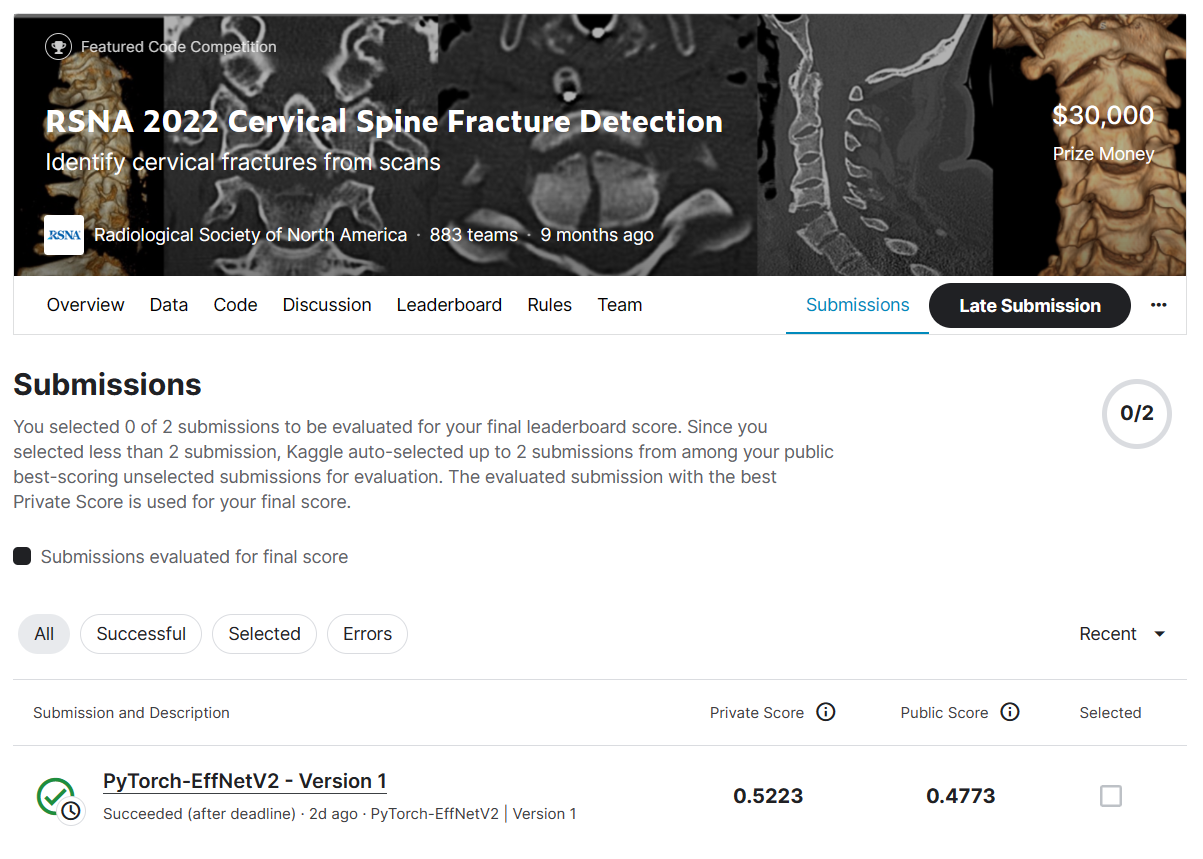 Featured Code Competition
RSNA 2022 Cervical Spine Fracture Detection
$30,000
Identify cervical fractures from scans
Prize Money
RSNA
Radiological Society of North America · 883 teams · 9 months ago
Overview Data Code Discussion Leaderboard Rules Team Submissions Late Submission ...
Submissions
0/2
You selected 0 of 2 submissions to be evaluated for your final leaderboard score. Since you
selected less than 2 submission, Kaggle auto-selected up to 2 submissions from among your public
best-scoring unselected submissions for evaluation. The evaluated submission with the best
Private Score is used for your final score.
Submissions evaluated for final score
All Successful Selected Errors Recent
Submission and Description Private Score Public Score Selected
PyTorch-EffNetV2 - Version 1
0.5223 0.4773
Succeeded (after deadline) · 2d ago · PyTorch-EffNetV2 | Version 1